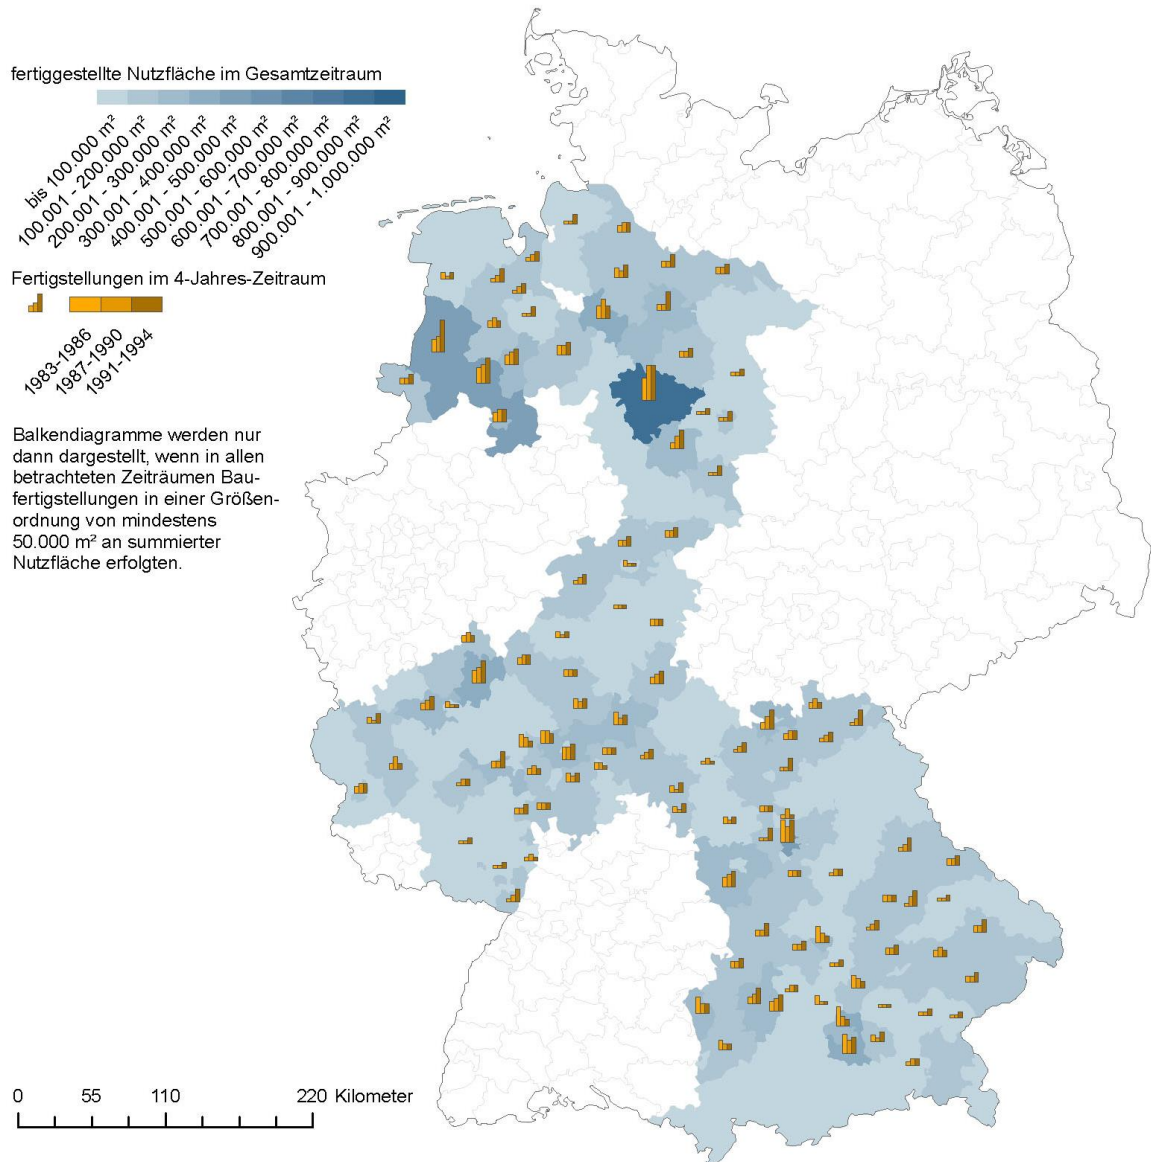 fertiggestellte Nutzfläche im Gesamtzeitraum
bis 100.000 m²
100.001 - 200.000 m²
200.001 - 300.000 m²
300.001 - 400.000 m²
400.001 - 500.000 m²
500.001 - 600.000 m²
600.001 - 700.000 m²
700.001 - 800.000 m²
800.001 - 900.000 m²
900.001 - 1.000.000 m²
Fertigstellungen im 4-Jahres-Zeitraum
1983-1986
1987-1990
1991-1994
Balkendiagramme werden nur
dann dargestellt, wenn in allen
betrachteten Zeiträumen Bau-
fertigstellungen in einer Größen-
ordnung von mindestens
50.000 m² an summierter
Nutzfläche erfolgten.
0 55 110 220 Kilometer